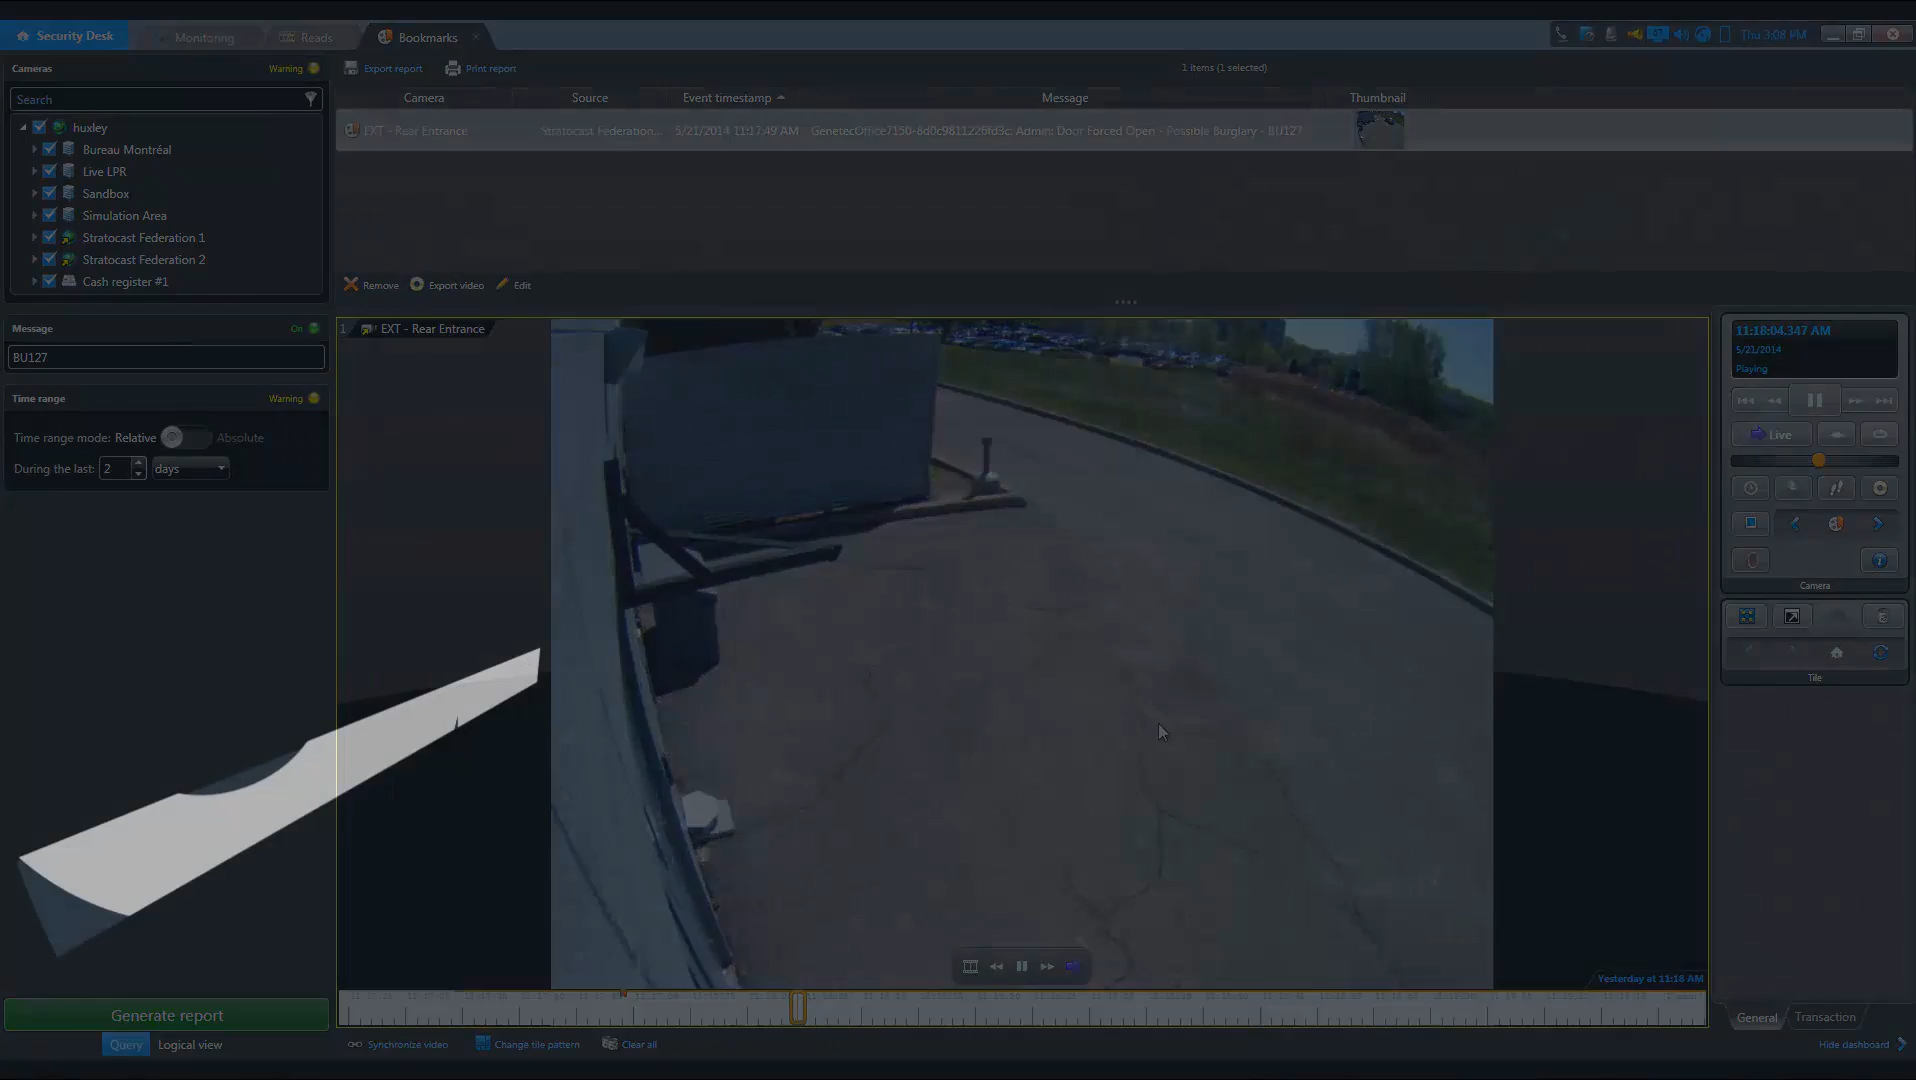 Security Desk
Monitoring
Reads
Bookmarks
Thu 3:08 PM
Cameras
Warning
Export report
Print report
1 items (1 selected)
Search
Camera
Source
Event timestamp
Message
Thumbnail
EXT - Rear Entrance
Stratocast Federation...
5/21/2014 11:17:49 AM
GenetecOffice7150-8d0c9811226fd3c: Admin: Door Forced Open - Possible Burglary - BU127
huxley
Bureau Montréal
Live LPR
Sandbox
Simulation Area
Stratocast Federation 1
Stratocast Federation 2
Cash register #1
Remove
Export video
Edit
Message
On
BU127
1
EXT - Rear Entrance
11:18:04.347 AM
5/21/2014
Playing
Time range
Warning
Time range mode: Relative
Absolute
During the last:
2
days
Live
Camera
Tile
Yesterday at 11:18 AM
Generate report
Query
Logical view
Synchronize video
Change tile pattern
Clear all
General
Transaction
Hide dashboard